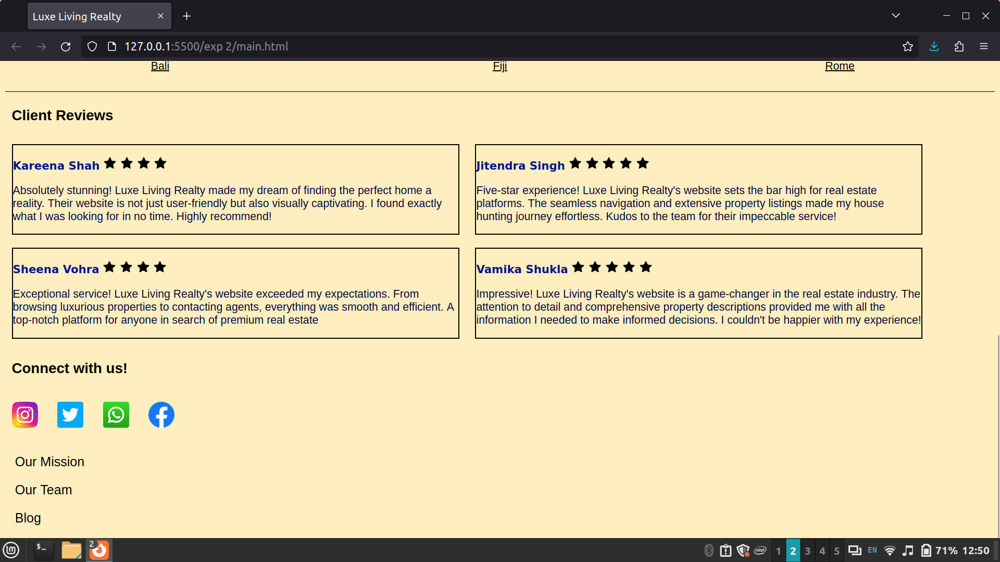 Luxe Living Realty
127.0.0.1:5500/exp 2/main.html
Bali
Fiji
Rome
Client Reviews
Kareena Shah
Absolutely stunning! Luxe Living Realty made my dream of finding the perfect home a
reality. Their website is not just user-friendly but also visually captivating. I found exactly
what I was looking for in no time. Highly recommend!
Jitendra Singh
Five-star experience! Luxe Living Realty's website sets the bar high for real estate
platforms. The seamless navigation and extensive property listings made my house
hunting journey effortless. Kudos to the team for their impeccable service!
Sheena Vohra
Exceptional service! Luxe Living Realty's website exceeded my expectations. From
browsing luxurious properties to contacting agents, everything was smooth and efficient. A
top-notch platform for anyone in search of premium real estate
Vamika Shukla
Impressive! Luxe Living Realty's website is a game-changer in the real estate industry. The
attention to detail and comprehensive property descriptions provided me with all the
information I needed to make informed decisions. I couldn't be happier with my experience!
Connect with us!
Our Mission
Our Team
Blog
$_
2
intel
1 2 3 4 5
EN
71% 12:50